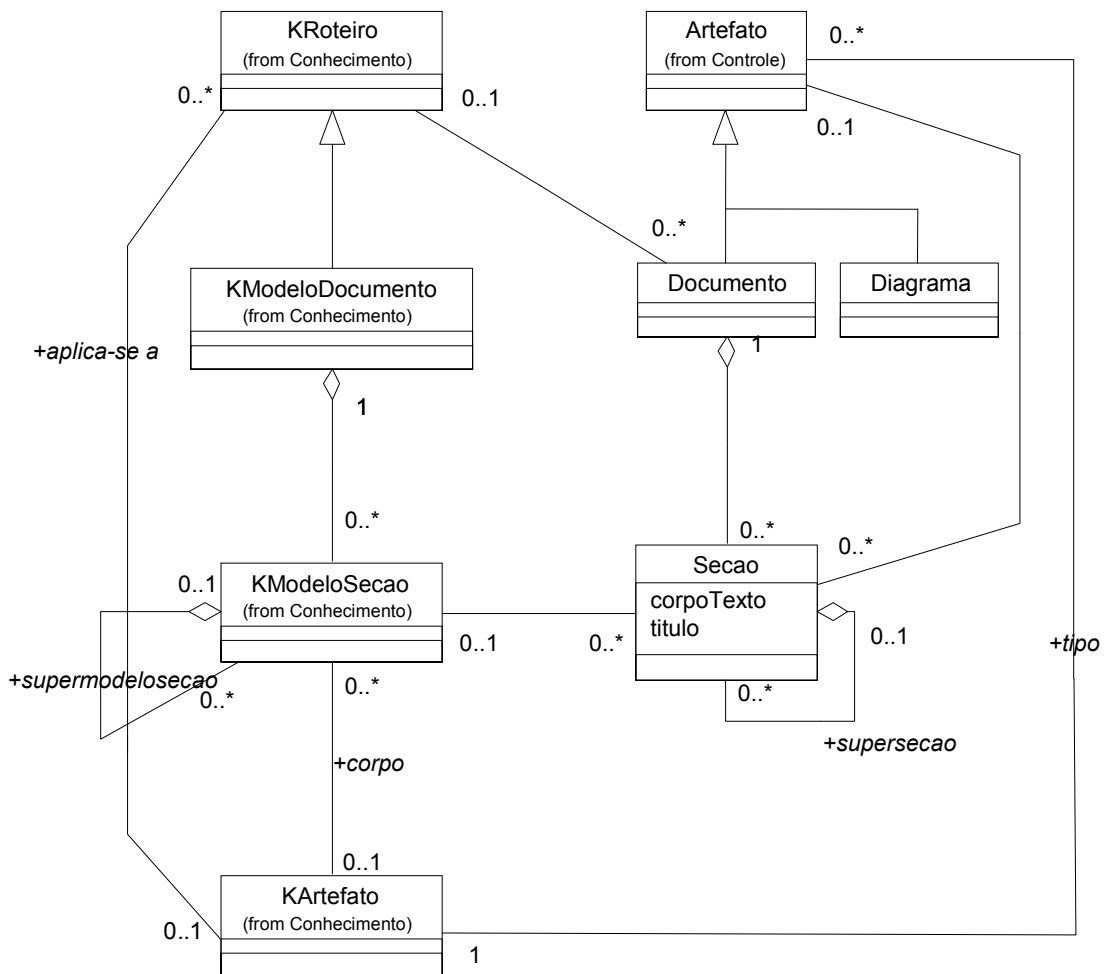 KRoteiro
(from Conhecimento)
Artefato
(from Controle)
0..*
0..*
0..1
0..1
0..*
KModeloDocumento
(from Conhecimento)
Documento
Diagrama
+aplica-se a
1
1
0..*
0..*
0..*
Secao
corpoTexto
titulo
0..1
KModeloSecao
(from Conhecimento)
0..1
0..*
0..1
+tipo
+supermodelosecao
0..*
0..*
0..*
+supersecao
+corpo
0..1
KArtefato
(from Conhecimento)
0..1
1